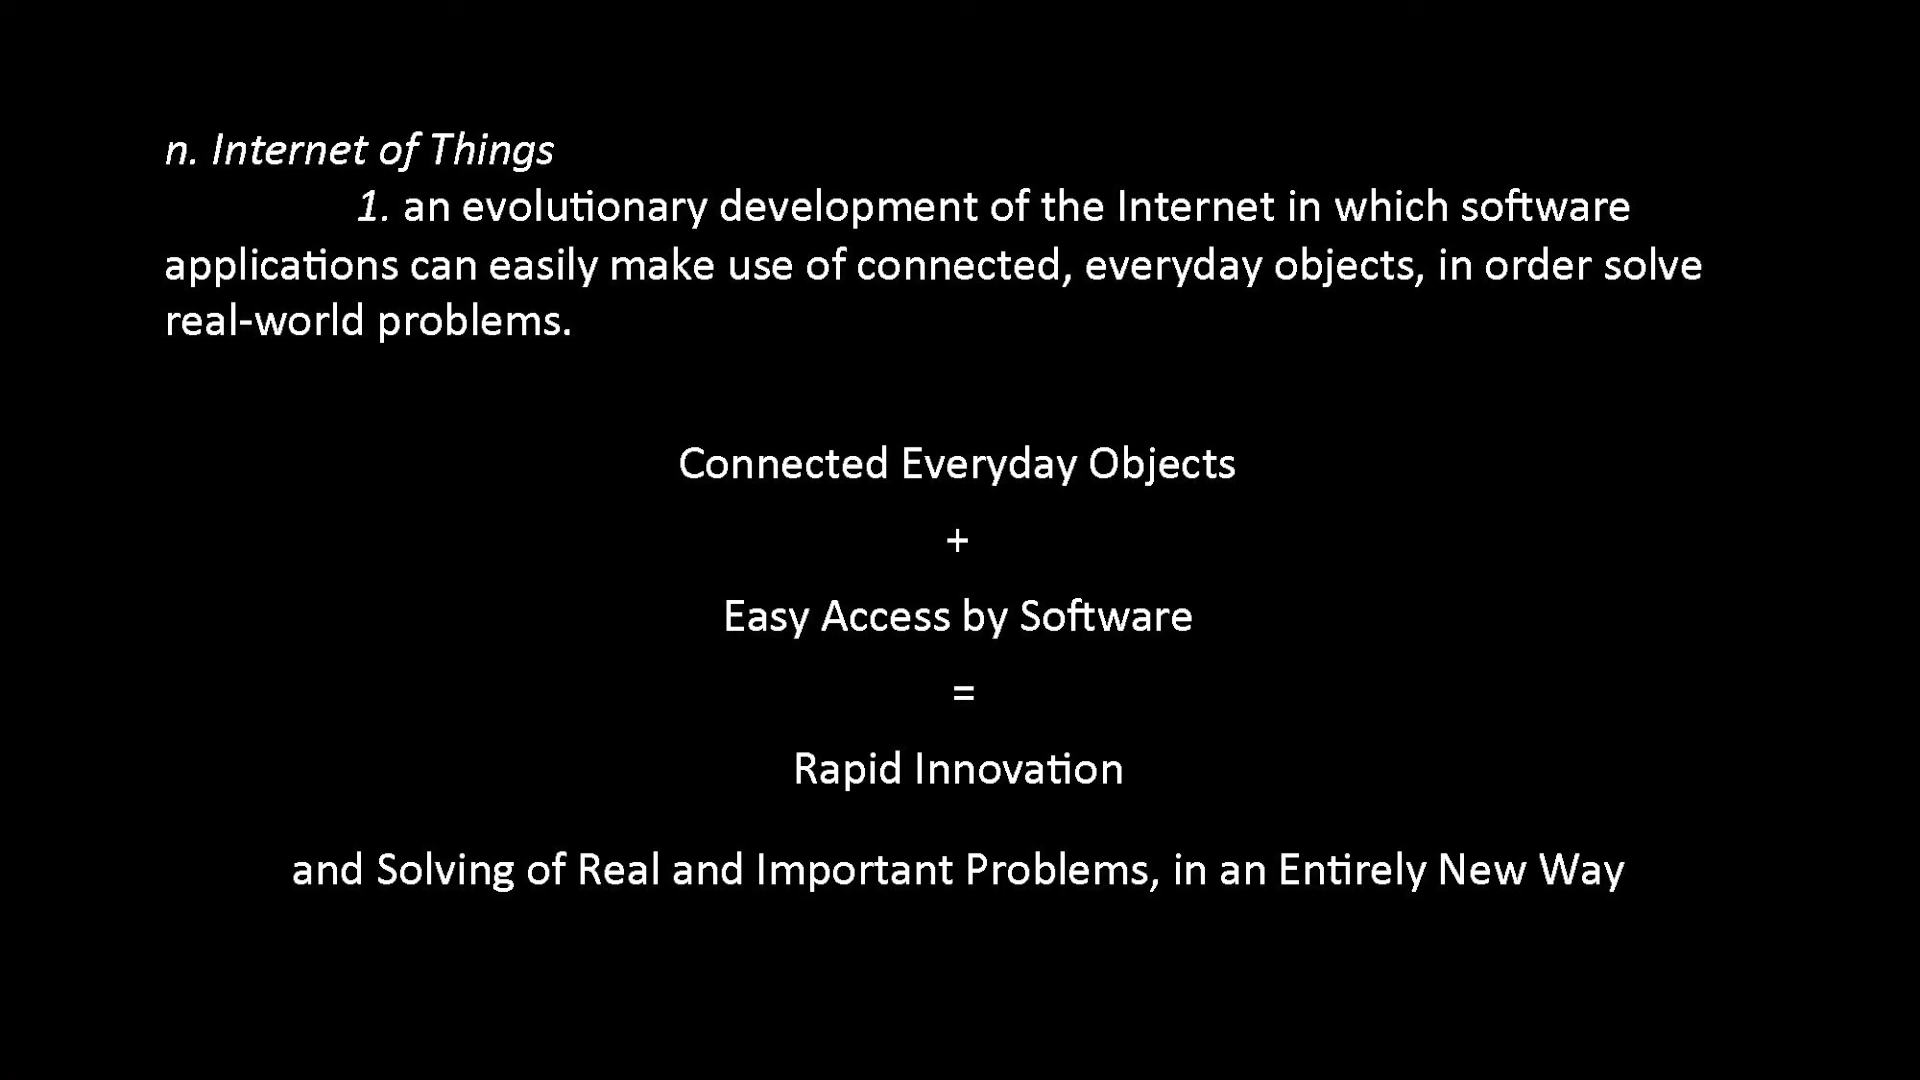 n. Internet of Things
1. an evolutionary development of the Internet in which software
applications can easily make use of connected, everyday objects, in order solve
real-world problems.
Connected Everyday Objects
+
Easy Access by Software
=
Rapid Innovation
and Solving of Real and Important Problems, in an Entirely New Way